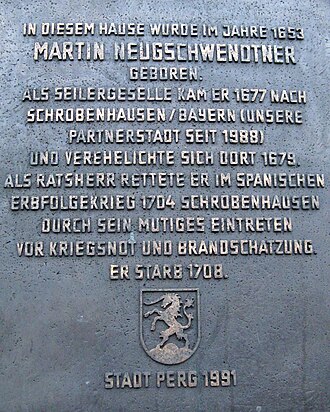 IN DIESEM HAUSE WURDE IM JAHRE 1653
MARTIN NEUGSCHWENDTNER
GEBOREN.
ALS SEILERGESELLE KAM ER 1677 NACH
SCHROBENHAUSEN/BAYERN (UNSERE
PARTNERSTADT SEIT 1988)
UND VEREHELICHTE SICH DORT 1679.
ALS RATSHERR RETTETE ER IM SPANISCHEN
ERBFOLGEKRIEG 1704 SCHROBENHAUSEN
DURCH SEIN MUTIGES EINTRETEN
VOR KRIEGSNOT UND BRANDSCHATZUNG.
ER STARB 1708.
STADT PERG 1991